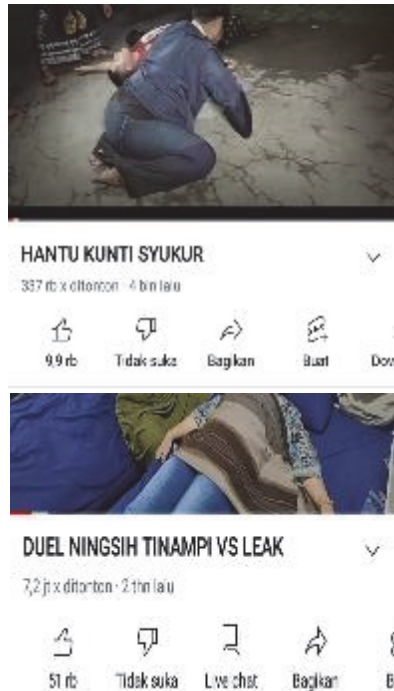 HANTU KUNTI SYUKUR
337 rb x ditonton · 4 bln lalu
9,9 rb Tidak suka Bagikan Buat Dow
DUEL NINGSIH TINAMPI VS LEAK
7,2 jt x ditonton · 2 thn lalu
51 rb Tidak suka Live chat Bagikan B